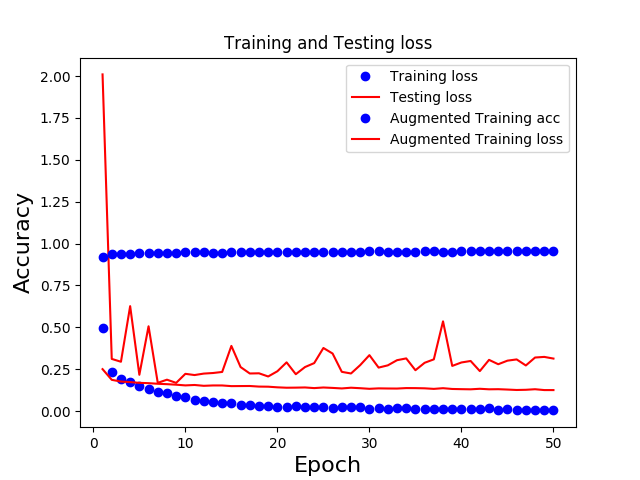 Training and Testing loss
Training loss
Testing loss
Augmented Training acc
Augmented Training loss
Accuracy
2.00
1.75
1.50
1.25
1.00
0.75
0.50
0.25
0.00
0 10 20 30 40 50
Epoch